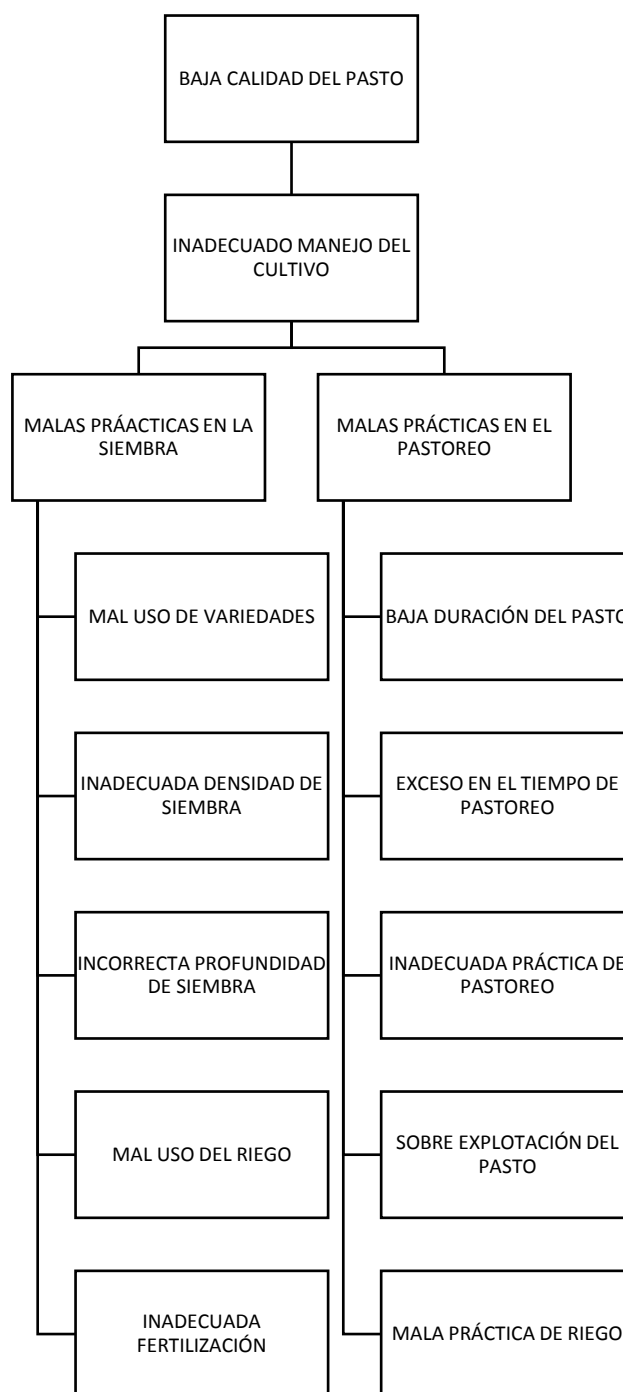 BAJA CALIDAD DEL PASTO
INADECUADO MANEJO DEL
CULTIVO
MALAS PRÁACTICAS EN LA
SIEMBRA
MALAS PRÁCTICAS EN EL
PASTOREO
MAL USO DE VARIEDADES
INADECUADA DENSIDAD DE
SIEMBRA
INCORRECTA PROFUNDIDAD
DE SIEMBRA
MAL USO DEL RIEGO
INADECUADA
FERTILIZACIÓN
BAJA DURACIÓN DEL PASTO
EXCESO EN EL TIEMPO DE
PASTOREO
INADECUADA PRÁCTICA DE
PASTOREO
SOBRE EXPLOTACIÓN DEL
PASTO
MALA PRÁCTICA DE RIEGO